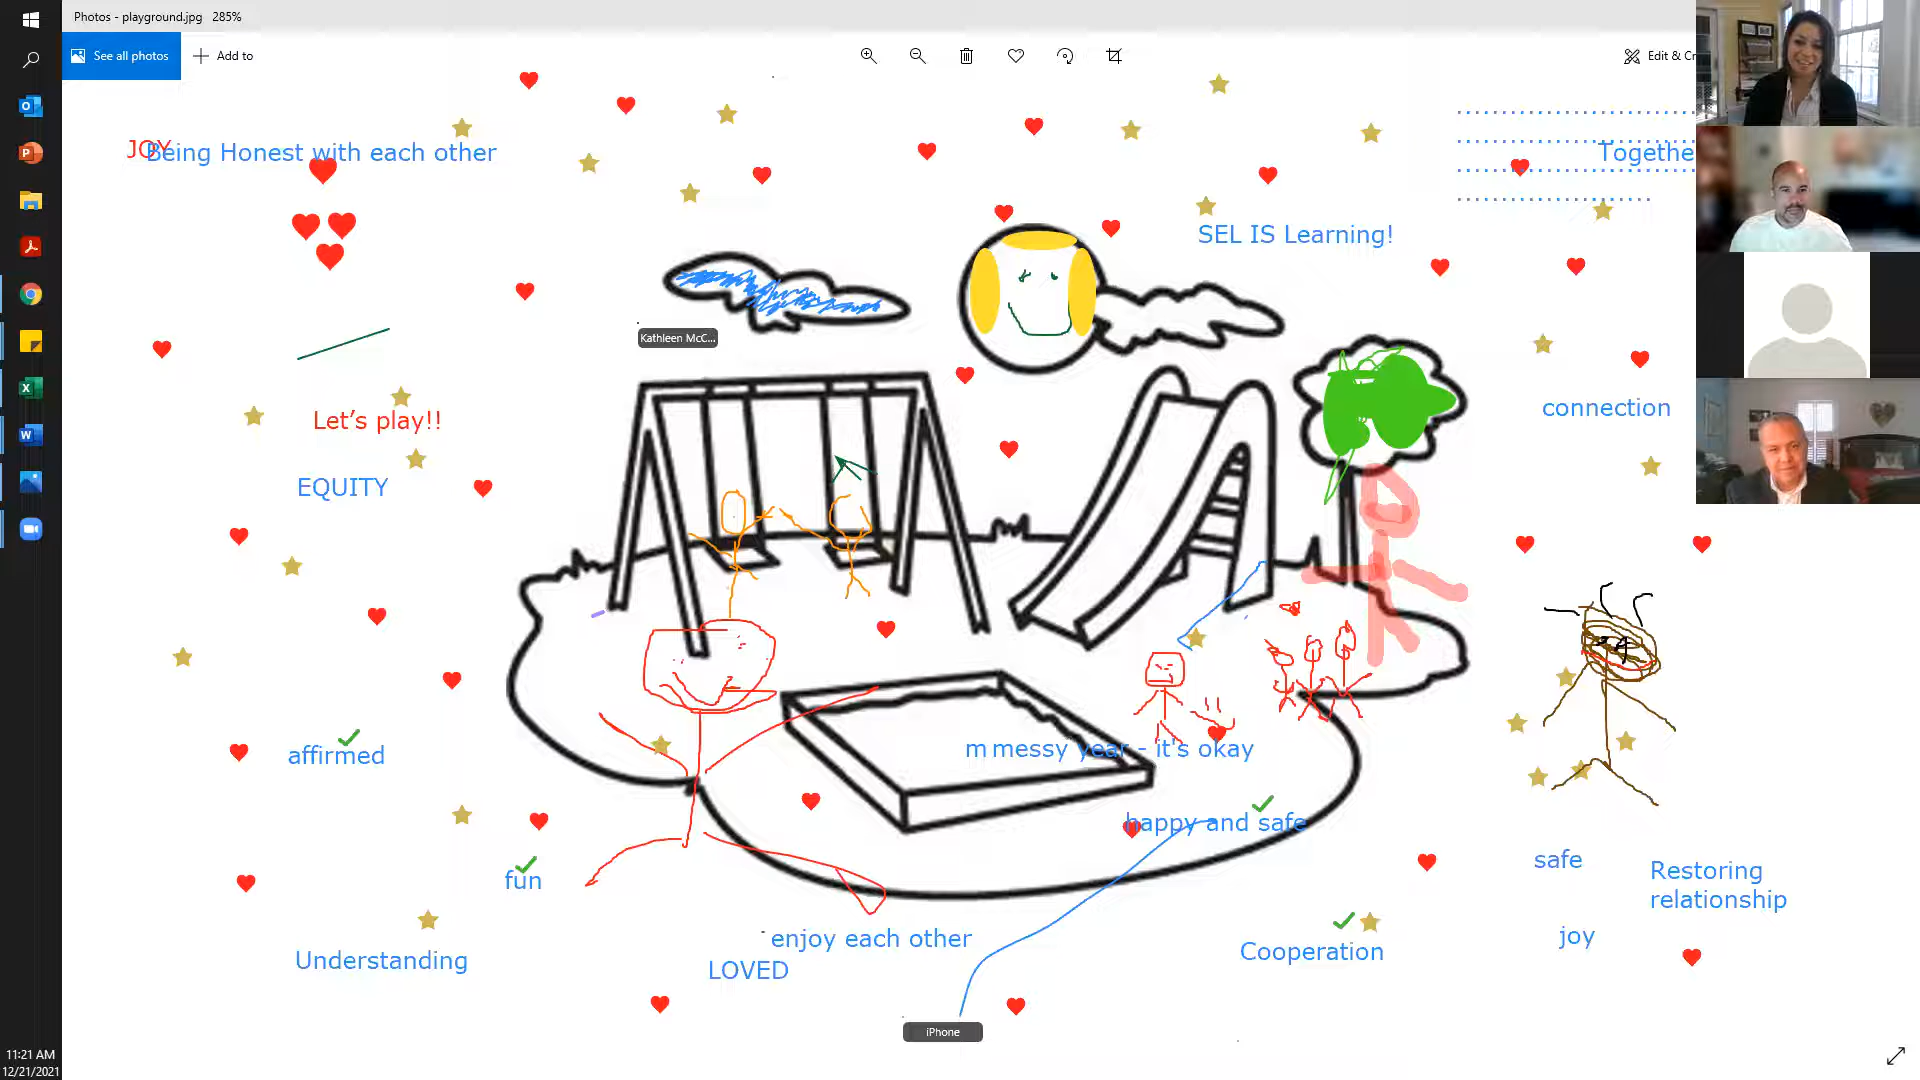 Photos - playground.jpg 285%
See all photos
Add to
Edit & Cr
JOY
Being Honest with each other
Togethe
SEL IS Learning!
Kathleen McC...
connection
Let’s play!!
EQUITY
m messy year - it's okay
affirmed
happy and safe
safe
Restoring
relationship
fun
enjoy each other
joy
Cooperation
Understanding
LOVED
iPhone
11:21 AM
12/21/2021